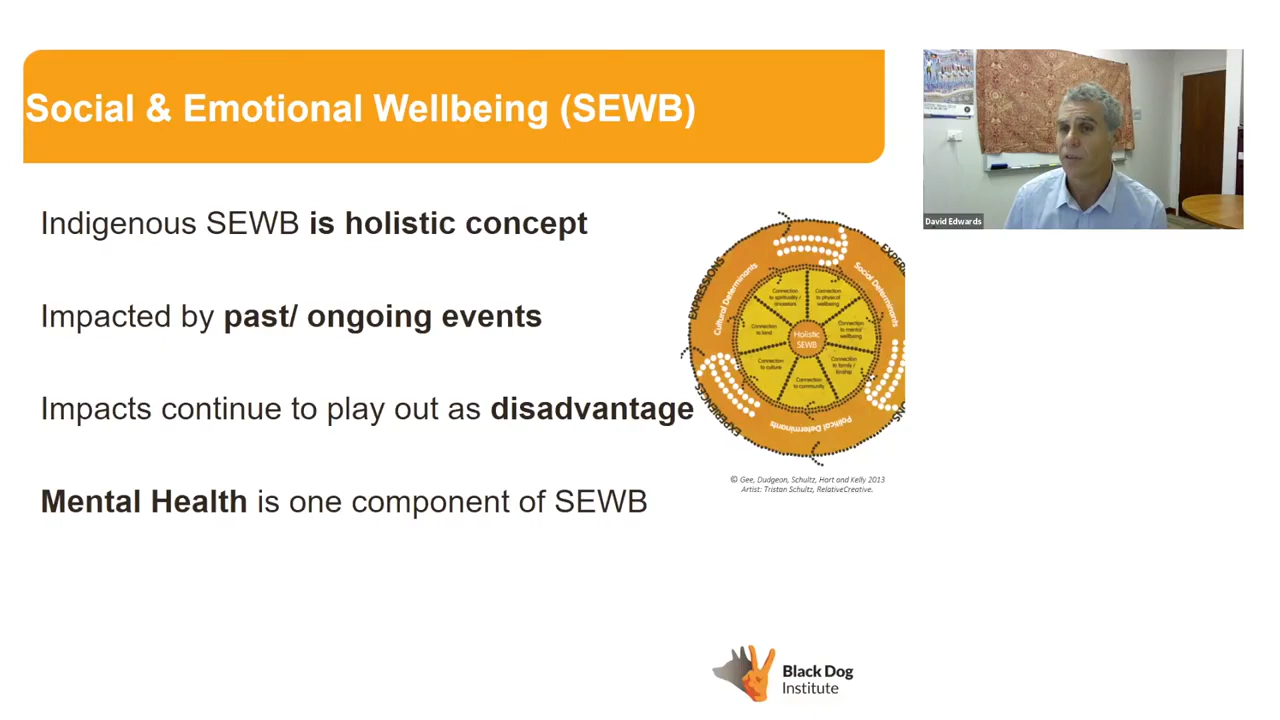 Social & Emotional Wellbeing (SEWB)
Indigenous SEWB is holistic concept
Impacted by past/ ongoing events
Impacts continue to play out as disadvantage
Mental Health is one component of SEWB
EXPRESSIONS
Cultural Determinants
Social Determinants
Connection
to spirituality /
ancestors
Connection
to physical
wellbeing
Connection
to land
Holistic
SEWB
Connection
to mental
wellbeing
Connection
to culture
Connection
to family /
kinship
Connection
to community
Political Determinants
© Gee, Dudgeon, Schultz, Hart and Kelly 2013
Artist: Tristan Schultz, RelativeCreative.
David Edwards
Black Dog
Institute